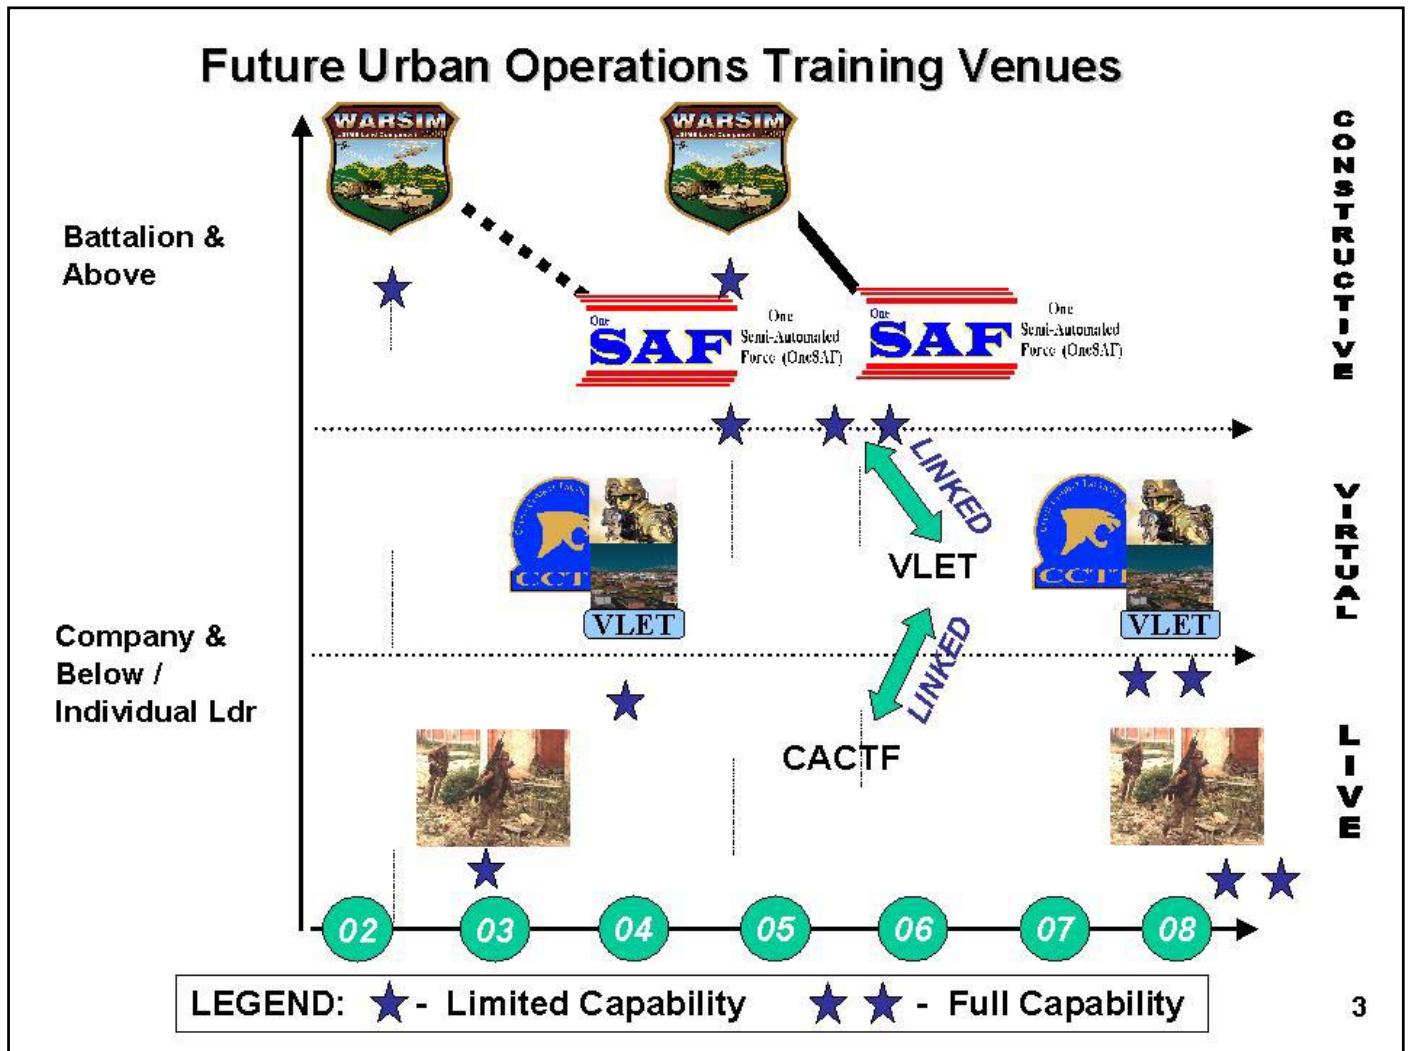 Future Urban Operations Training Venues
WARSIM
WARSIM
Battalion &
Above
One
SAF
One
Semi-Automated
Force (OneSAF)
One
SAF
One
Semi-Automated
Force (OneSAF)
CONSTRUCTIVE
LINKED
CCTT
VLET
VLET
CCTT
VLET
VIRTUAL
Company &
Below /
Individual Ldr
LINKED
CACTF
LIVE
02 03 04 05 06 07 08
LEGEND: - Limited Capability - Full Capability
3